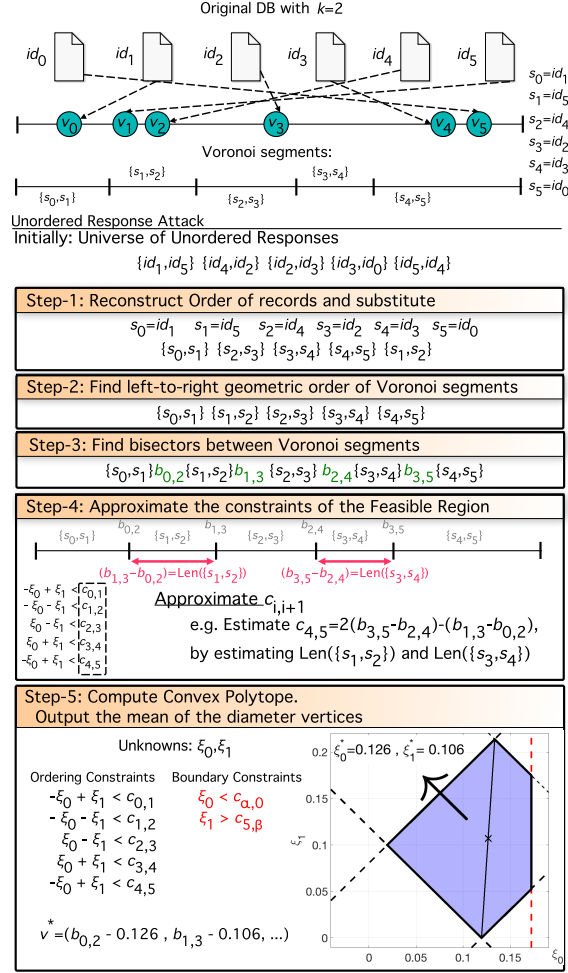 Original DB with k=2
id0 id1 id2 id3 id4 id5
s0=id1
s1=id5
s2=id4
s3=id2
s4=id3
s5=id0
v0 v1 v2 v3 v4 v5
Voronoi segments:
{s0,s1} {s1,s2} {s2,s3} {s3,s4} {s4,s5}
Unordered Response Attack
Initially: Universe of Unordered Responses
{id1,id5} {id4,id2} {id2,id3} {id3,id0} {id5,id4}
Step-1: Reconstruct Order of records and substitute
s0=id1 s1=id5 s2=id4 s3=id2 s4=id3 s5=id0
{s0,s1} {s2,s3} {s3,s4} {s4,s5} {s1,s2}
Step-2: Find left-to-right geometric order of Voronoi segments
{s0,s1} {s1,s2} {s2,s3} {s3,s4} {s4,s5}
Step-3: Find bisectors between Voronoi segments
{s0,s1}b0,2{s1,s2}b1,3 {s2,s3} b2,4{s3,s4}b3,5{s4,s5}
Step-4: Approximate the constraints of the Feasible Region
b0,2 b1,3 b2,4 b3,5
{s0,s1} {s1,s2} {s2,s3} {s3,s4} {s4,s5}
(b1,3-b0,2)=Len({s1,s2}) (b3,5-b2,4)=Len({s3,s4})
-ξ0 + ξ1 < c0,1
- ξ0 - ξ1 < c1,2
ξ0 - ξ1 < c2,3
ξ0 + ξ1 < c3,4
-ξ0 + ξ1 < c4,5
Approximate ci,i+1
e.g. Estimate c4,5=2(b3,5-b2,4)-(b1,3-b0,2),
by estimating Len({s1,s2}) and Len({s3,s4})
Step-5: Compute Convex Polytope.
Output the mean of the diameter vertices
Unknowns: ξ0,ξ1
Ordering Constraints
-ξ0 + ξ1 < c0,1
- ξ0 - ξ1 < c1,2
ξ0 - ξ1 < c2,3
ξ0 + ξ1 < c3,4
-ξ0 + ξ1 < c4,5
Boundary Constraints
ξ0 < cα,0
ξ1 > c5,β
v*=(b0,2 - 0.126 , b1,3 - 0.106, ...)
ξ*0=0.126 , ξ*1= 0.106
0.2
0.15
0.1
0.05
0
ξ1
0 0.05 0.1 0.15 ξ0